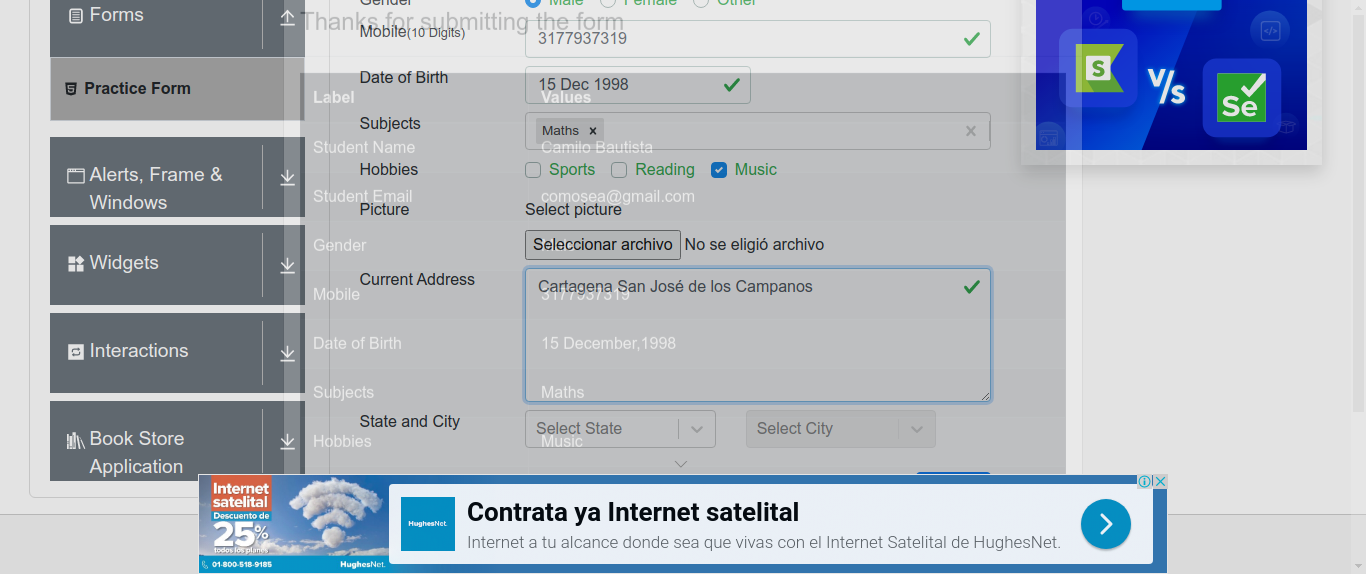 Forms
Gender Male Female Other
Thanks for submitting the form
Mobile(10 Digits) 3177937319
Practice Form
Date of Birth 15 Dec 1998
Label Values
Subjects Maths ×
Student Name Camilo Bautista
Hobbies Sports Reading Music
Alerts, Frame &
Windows
Student Email comosea@gmail.com
Picture Select picture
Gender
Seleccionar archivo No se eligió archivo
Widgets
Current Address Cartagena San José de los Campanos
Mobile 3177937319
Date of Birth 15 December,1998
Interactions
Subjects Maths
State and City Select State Select City
Book Store
Application
Hobbies Music
S V/s Se
Internet
satelital
Descuento de
25%
todos los planes
01-800-518-9185 HughesNet.
HughesNet.
Contrata ya Internet satelital
Internet a tu alcance donde sea que vivas con el Internet Satelital de HughesNet.